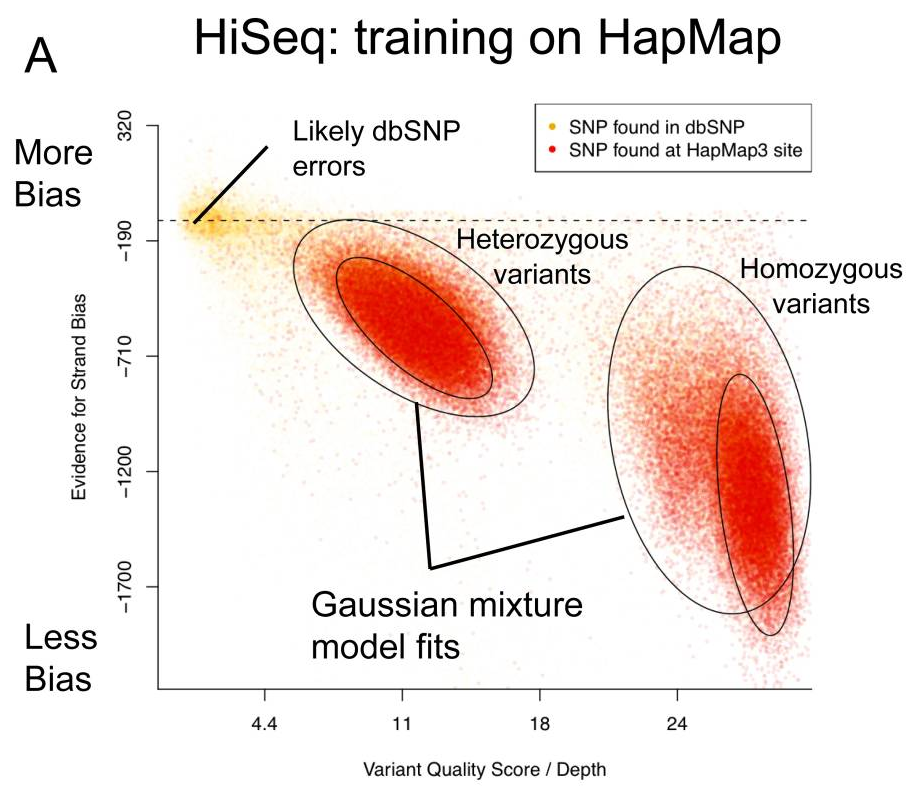 A
HiSeq: training on HapMap
More
Bias
Likely dbSNP
errors
SNP found in dbSNP
SNP found at HapMap3 site
Heterozygous
variants
Homozygous
variants
320
−190
−710
−1200
−1700
Evidence for Strand Bias
Gaussian mixture
model fits
Less
Bias
4.4
11
18
24
Variant Quality Score / Depth